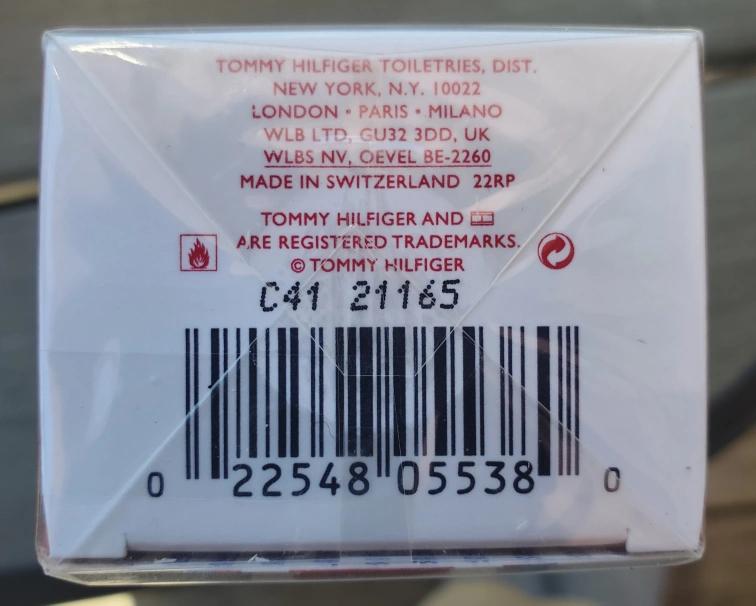 TOMMY HILFIGER TOILETRIES, DIST.
NEW YORK, N.Y. 10022
LONDON • PARIS • MILANO
WLB LTD, GU32 3DD, UK
WLBS NV, OEVEL BE-2260
MADE IN SWITZERLAND 22RP
TOMMY HILFIGER AND
ARE REGISTERED TRADEMARKS.
© TOMMY HILFIGER
C41 21165
0 22548 05538 0